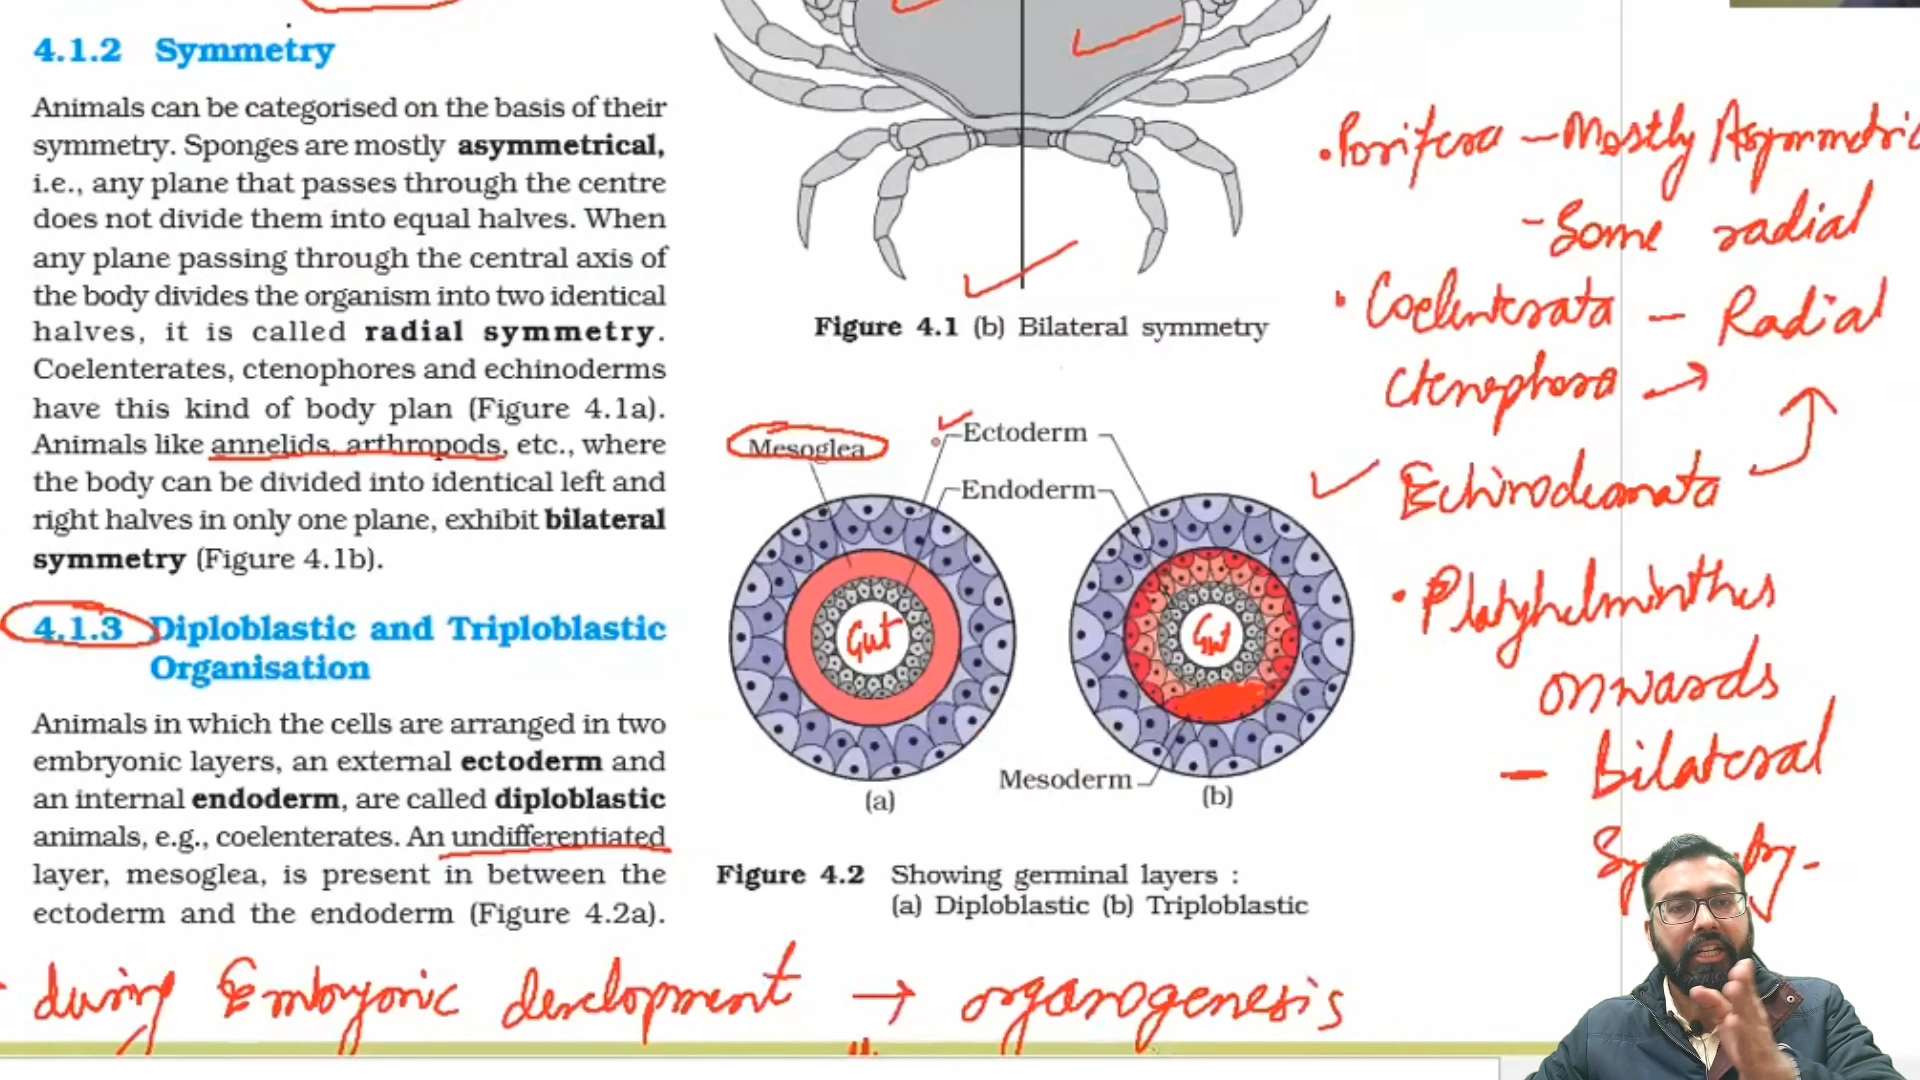 4.1.2 Symmetry
Animals can be categorised on the basis of their
symmetry. Sponges are mostly asymmetrical,
i.e., any plane that passes through the centre
does not divide them into equal halves. When
any plane passing through the central axis of
the body divides the organism into two identical
halves, it is called radial symmetry.
Coelenterates, ctenophores and echinoderms
have this kind of body plan (Figure 4.1a).
Animals like annelids, arthropods, etc., where
the body can be divided into identical left and
right halves in only one plane, exhibit bilateral
symmetry (Figure 4.1b).
4.1.3 Diploblastic and Triploblastic
Organisation
Animals in which the cells are arranged in two
embryonic layers, an external ectoderm and
an internal endoderm, are called diploblastic
animals, e.g., coelenterates. An undifferentiated
layer, mesoglea, is present in between the
ectoderm and the endoderm (Figure 4.2a).
Figure 4.1 (b) Bilateral symmetry
Mesoglea
Ectoderm
Endoderm
Gut
Gut
Mesoderm
(a)
(b)
Figure 4.2 Showing germinal layers :
(a) Diploblastic (b) Triploblastic
• Porifera - Mostly Asymmetric
- Some radial
• Coelenterata - Radial
Ctenophora →
Echinodermata
• Platyhelminthes
onwards
- Bilateral
during Embryonic development → organogenesis